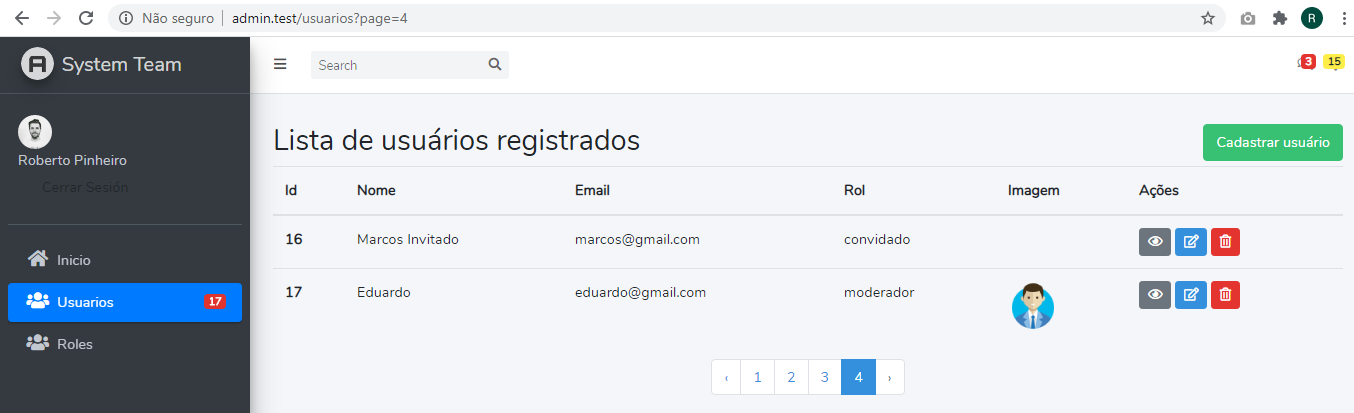 Não seguro | admin.test/usuarios?page=4
R
A System Team
Search
3 15
Roberto Pinheiro
Cerrar Sesión
Inicio
Usuarios 17
Roles
Lista de usuários registrados
Cadastrar usuário
Id Nome Email Rol Imagem Ações
16 Marcos Invitado marcos@gmail.com convidado
17 Eduardo eduardo@gmail.com moderador
‹ 1 2 3 4 ›